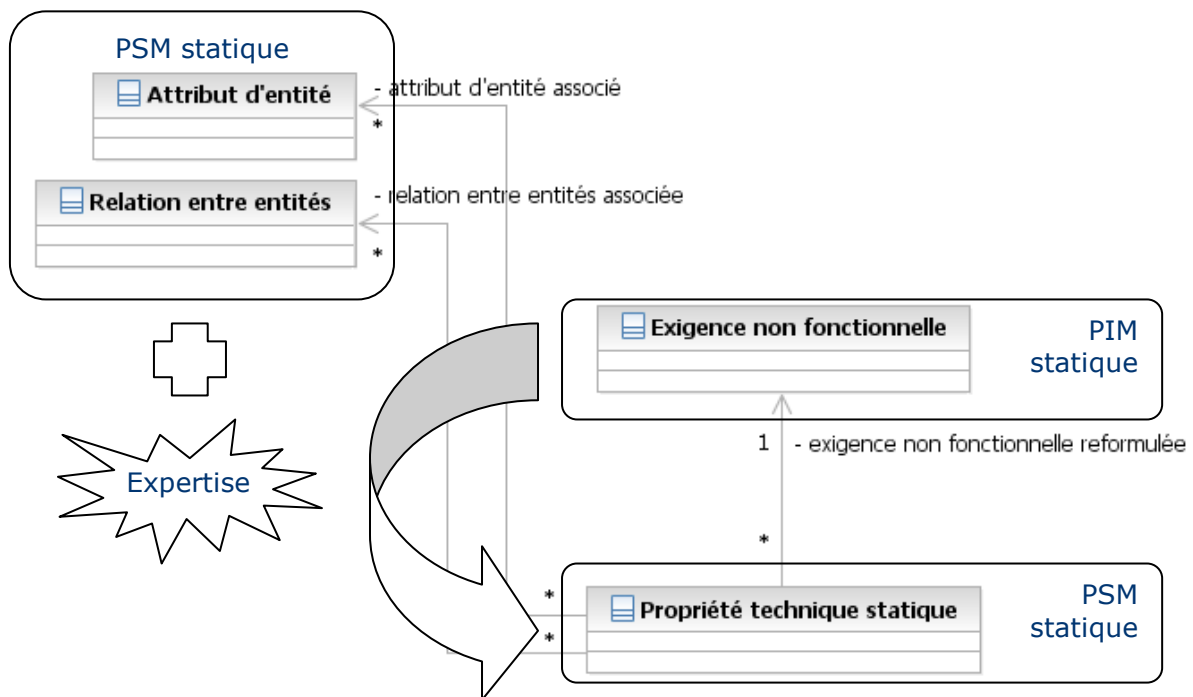 PSM statique
Attribut d'entité
- attribut d'entité associé
*
Relation entre entités
- relation entre entités associée
*
Exigence non fonctionnelle
PIM
statique
1
- exigence non fonctionnelle reformulée
Expertise
*
*
*
Propriété technique statique
PSM
statique